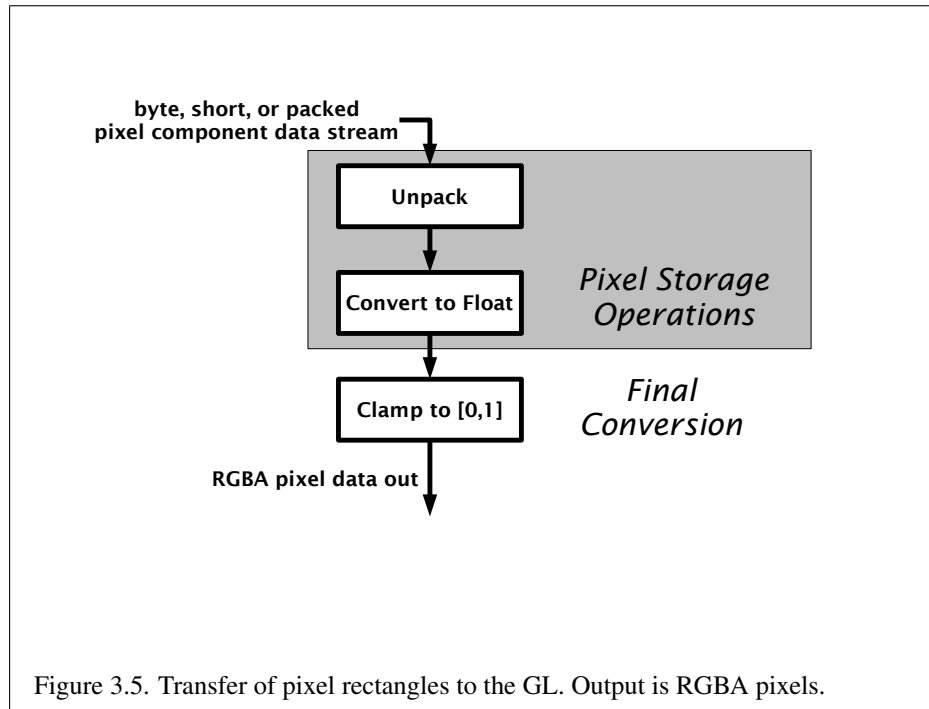 byte, short, or packed
pixel component data stream
Unpack
Convert to Float
Pixel Storage
Operations
Clamp to [0,1]
Final
Conversion
RGBA pixel data out
Figure 3.5. Transfer of pixel rectangles to the GL. Output is RGBA pixels.